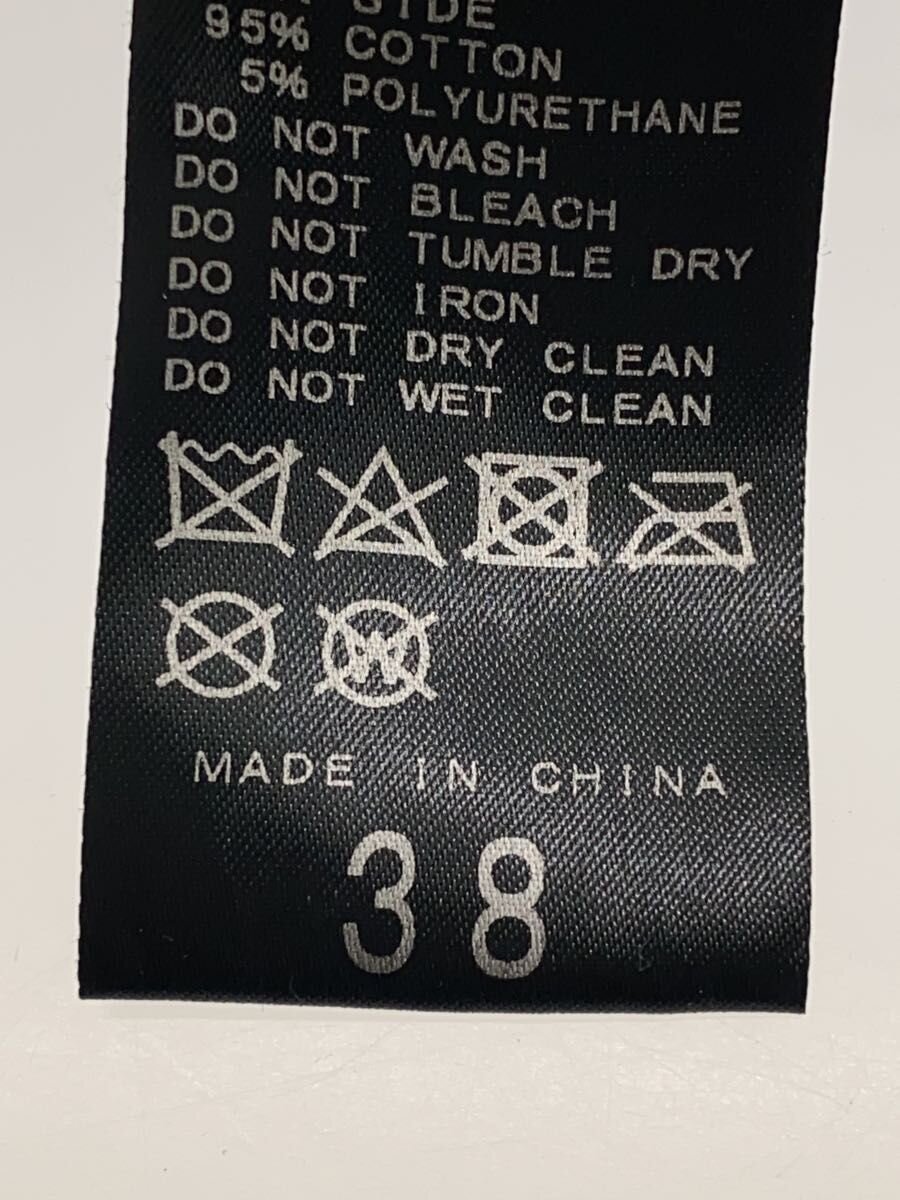 SIDE
95% COTTON
5% POLYURETHANE
DO NOT WASH
DO NOT BLEACH
DO NOT TUMBLE DRY
DO NOT IRON
DO NOT DRY CLEAN
DO NOT WET CLEAN
W
MADE IN CHINA
38